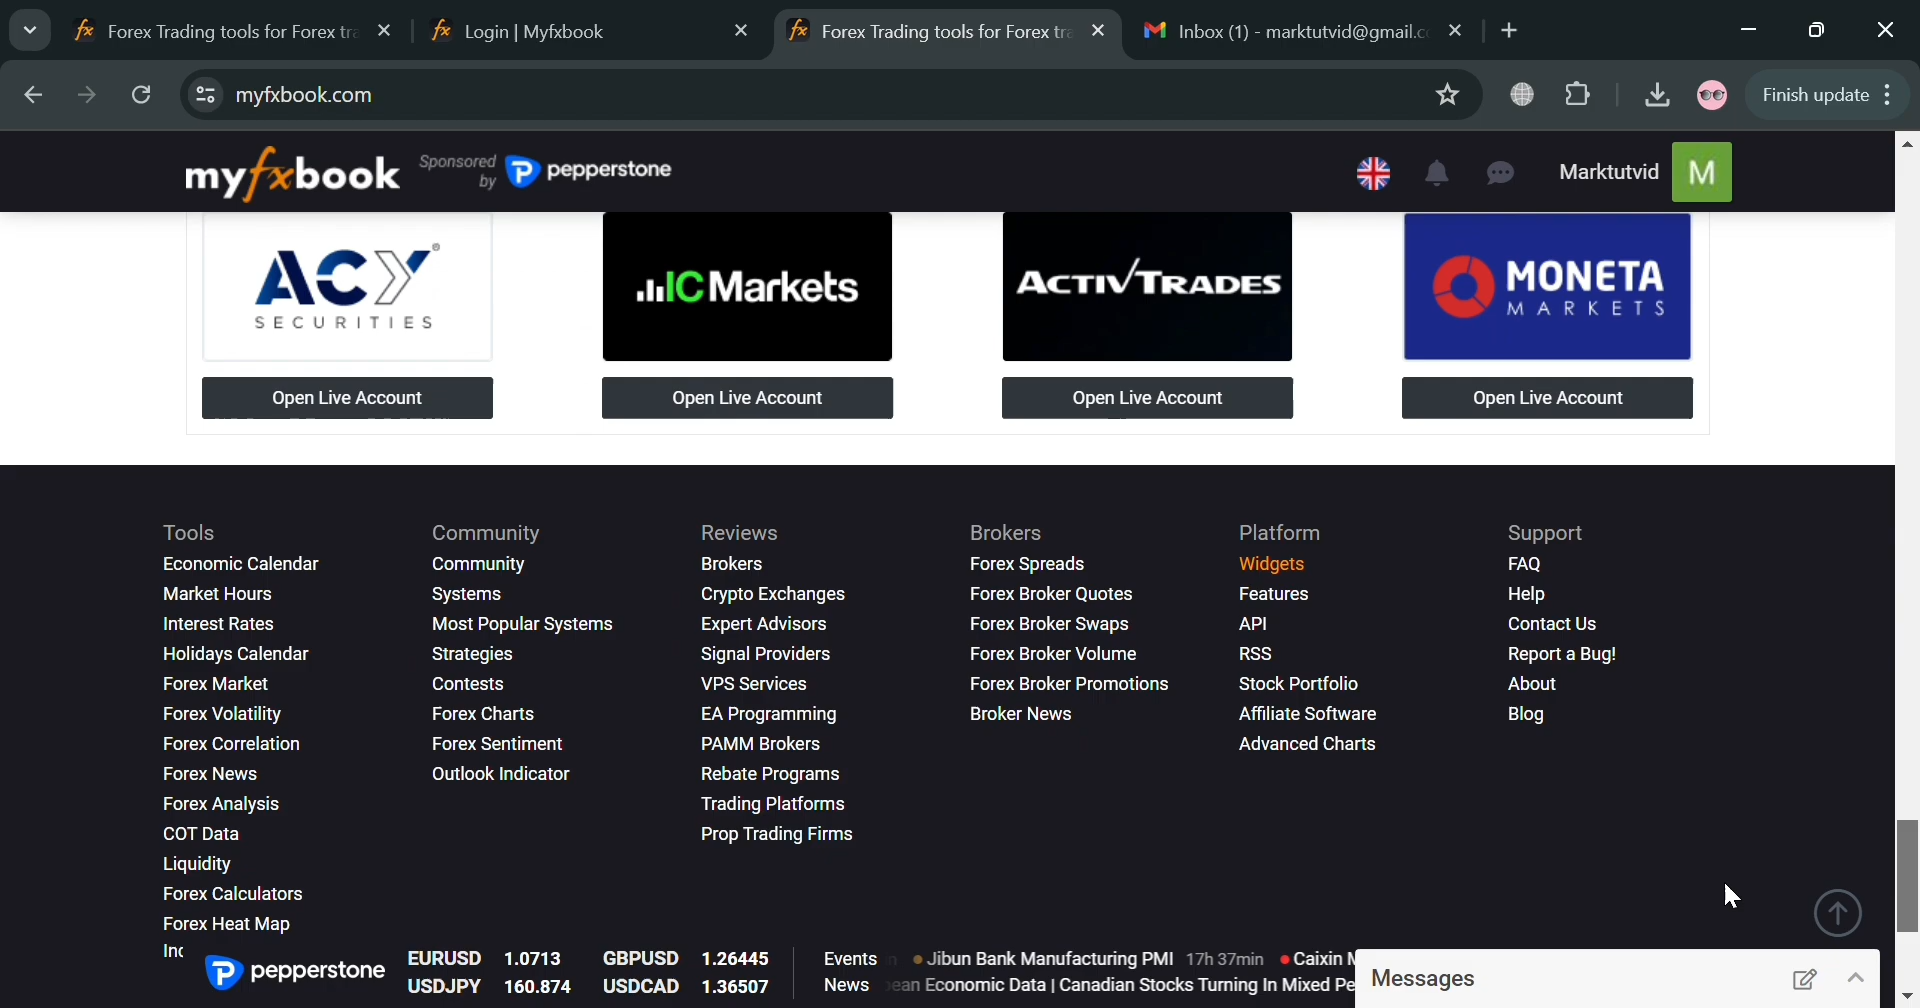 Forex Trading tools for Forex tra
Login | Myfxbook
Forex Trading tools for Forex tra
Inbox (1) - marktutvid@gmail.c
myfxbook.com
Finish update
myfxbook
Sponsored by pepperstone
Marktutvid
M
ACY SECURITIES
IC Markets
ACTIVTRADES
MONETA MARKETS
Open Live Account
Open Live Account
Open Live Account
Open Live Account
Tools
Economic Calendar
Market Hours
Interest Rates
Holidays Calendar
Forex Market
Forex Volatility
Forex Correlation
Forex News
Forex Analysis
COT Data
Liquidity
Forex Calculators
Forex Heat Map
Community
Community
Systems
Most Popular Systems
Strategies
Contests
Forex Charts
Forex Sentiment
Outlook Indicator
Reviews
Brokers
Crypto Exchanges
Expert Advisors
Signal Providers
VPS Services
EA Programming
PAMM Brokers
Rebate Programs
Trading Platforms
Prop Trading Firms
Brokers
Forex Spreads
Forex Broker Quotes
Forex Broker Swaps
Forex Broker Volume
Forex Broker Promotions
Broker News
Platform
Widgets
Features
API
RSS
Stock Portfolio
Affiliate Software
Advanced Charts
Support
FAQ
Help
Contact Us
Report a Bug!
About
Blog
pepperstone
EURUSD 1.0713 GBPUSD 1.26445
USDJPY 160.874 USDCAD 1.36507
Events Jibun Bank Manufacturing PMI 17h 37min Caixin
News ean Economic Data | Canadian Stocks Turning In Mixed Pe
Messages